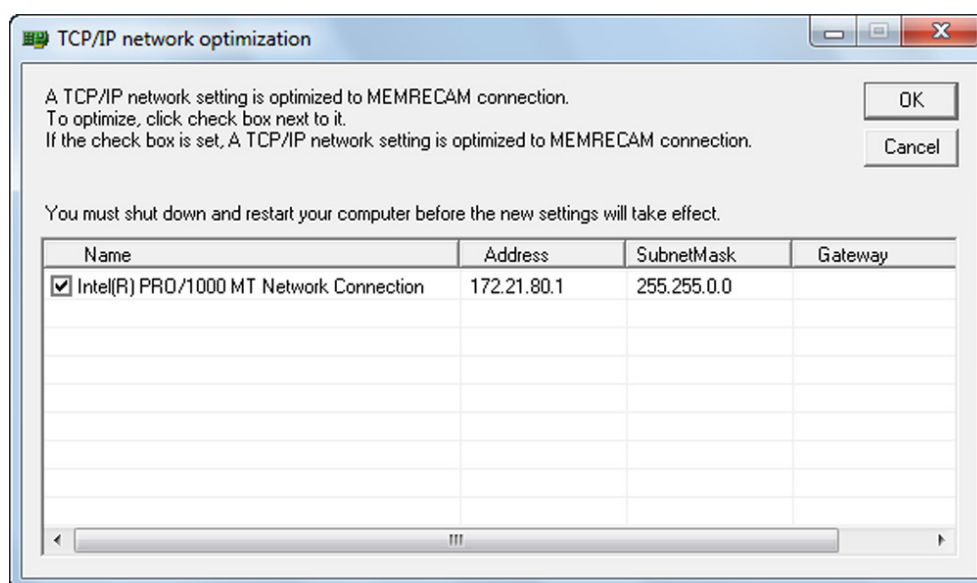 TCP/IP network optimization
A TCP/IP network setting is optimized to MEMRECAM connection.
To optimize, click check box next to it.
If the check box is set, A TCP/IP network setting is optimized to MEMRECAM connection.
OK
Cancel
You must shut down and restart your computer before the new settings will take effect.
Name Address SubnetMask Gateway
Intel(R) PRO/1000 MT Network Connection 172.21.80.1 255.255.0.0